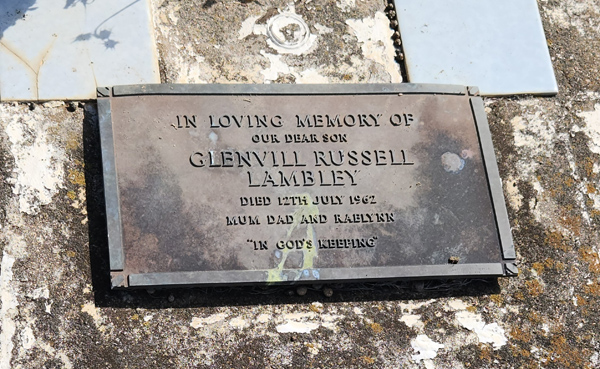 IN LOVING MEMORY OF
OUR DEAR SON
GLENVILL RUSSELL
LAMBLEY
DIED 12TH JULY 1962
MUM DAD AND RAELYNN
"IN GOD'S KEEPING"